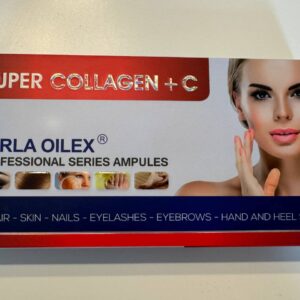 UPER COLLAGEN + C
RLA OILEX®
FESSIONAL SERIES AMPULES
IR - SKIN - NAILS - EYELASHES - EYEBROWS - HAND AND HEEL